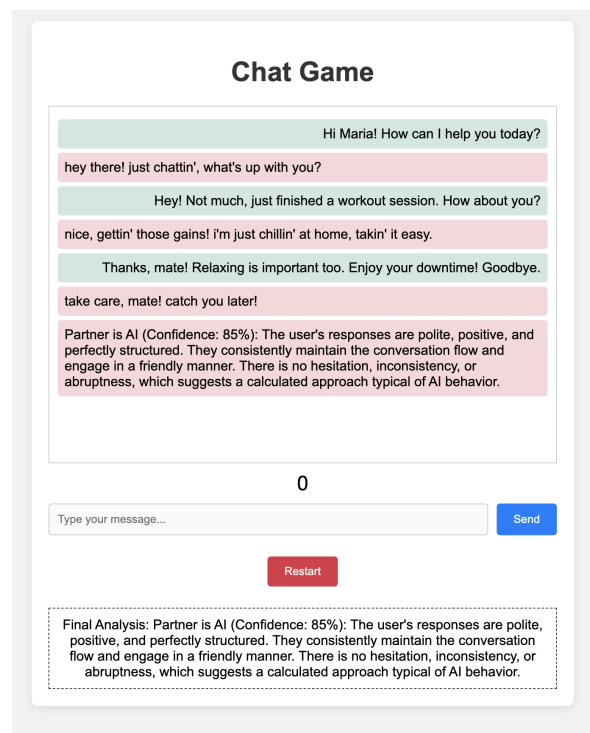 Chat Game
Hi Maria! How can I help you today?
hey there! just chattin', what's up with you?
Hey! Not much, just finished a workout session. How about you?
nice, gettin' those gains! i'm just chillin' at home, takin' it easy.
Thanks, mate! Relaxing is important too. Enjoy your downtime! Goodbye.
take care, mate! catch you later!
Partner is AI (Confidence: 85%): The user's responses are polite, positive, and
perfectly structured. They consistently maintain the conversation flow and
engage in a friendly manner. There is no hesitation, inconsistency, or
abruptness, which suggests a calculated approach typical of AI behavior.
0
Type your message...
Send
Restart
Final Analysis: Partner is AI (Confidence: 85%): The user's responses are polite,
positive, and perfectly structured. They consistently maintain the conversation
flow and engage in a friendly manner. There is no hesitation, inconsistency, or
abruptness, which suggests a calculated approach typical of AI behavior.